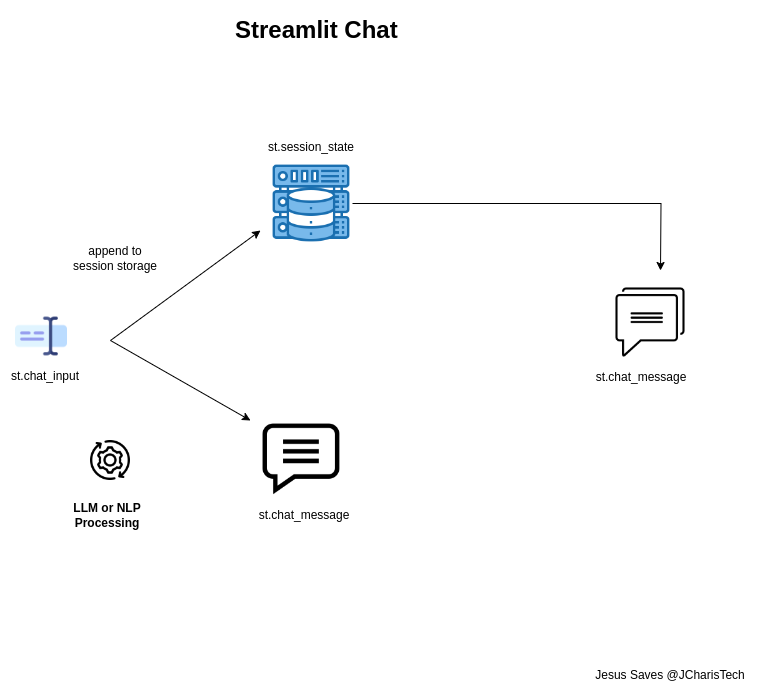 Streamlit Chat
st.session_state
append to
session storage
st.chat_input
st.chat_message
LLM or NLP
Processing
st.chat_message
Jesus Saves @JCharisTech